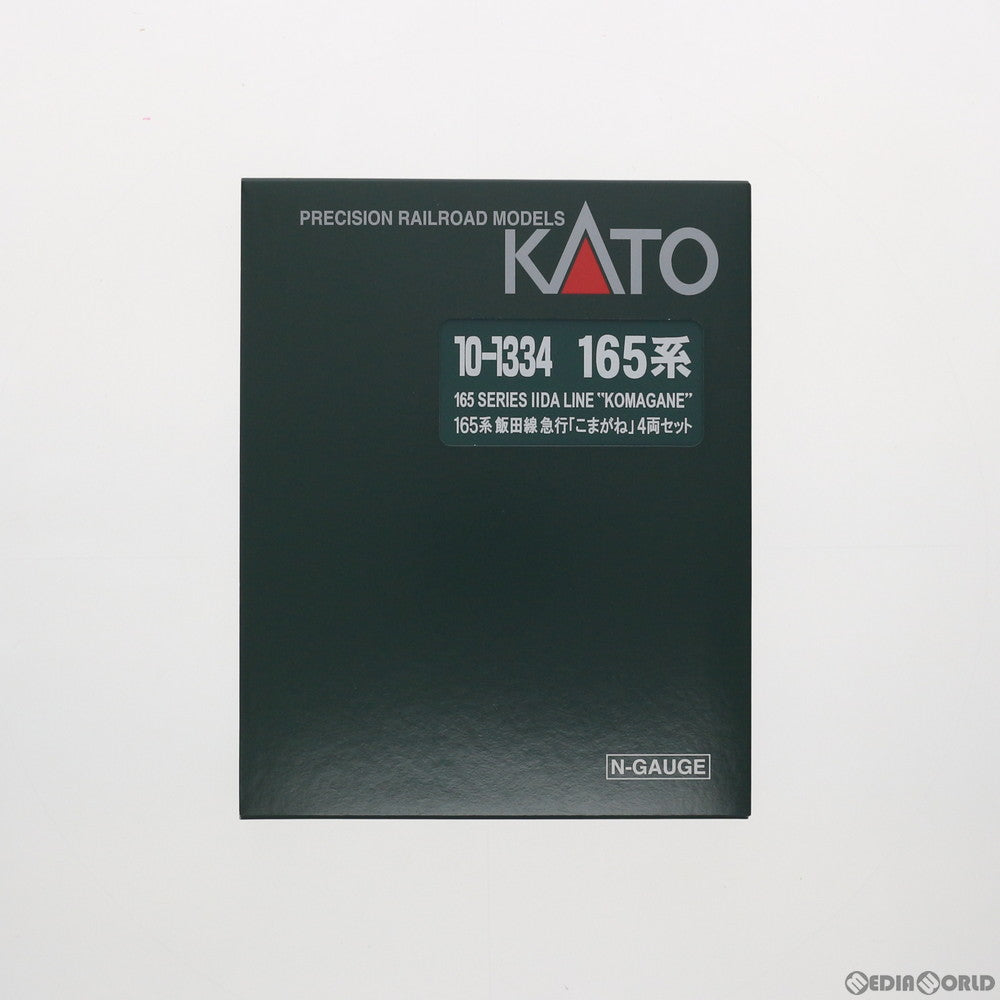 PRECISION RAILROAD MODELS
KATO
10-1334 165系
165 SERIES IIDA LINE "KOMAGANE"
165系 飯田線 急行「こまがね」4両セット
N-GAUGE
MEDIAWORLD